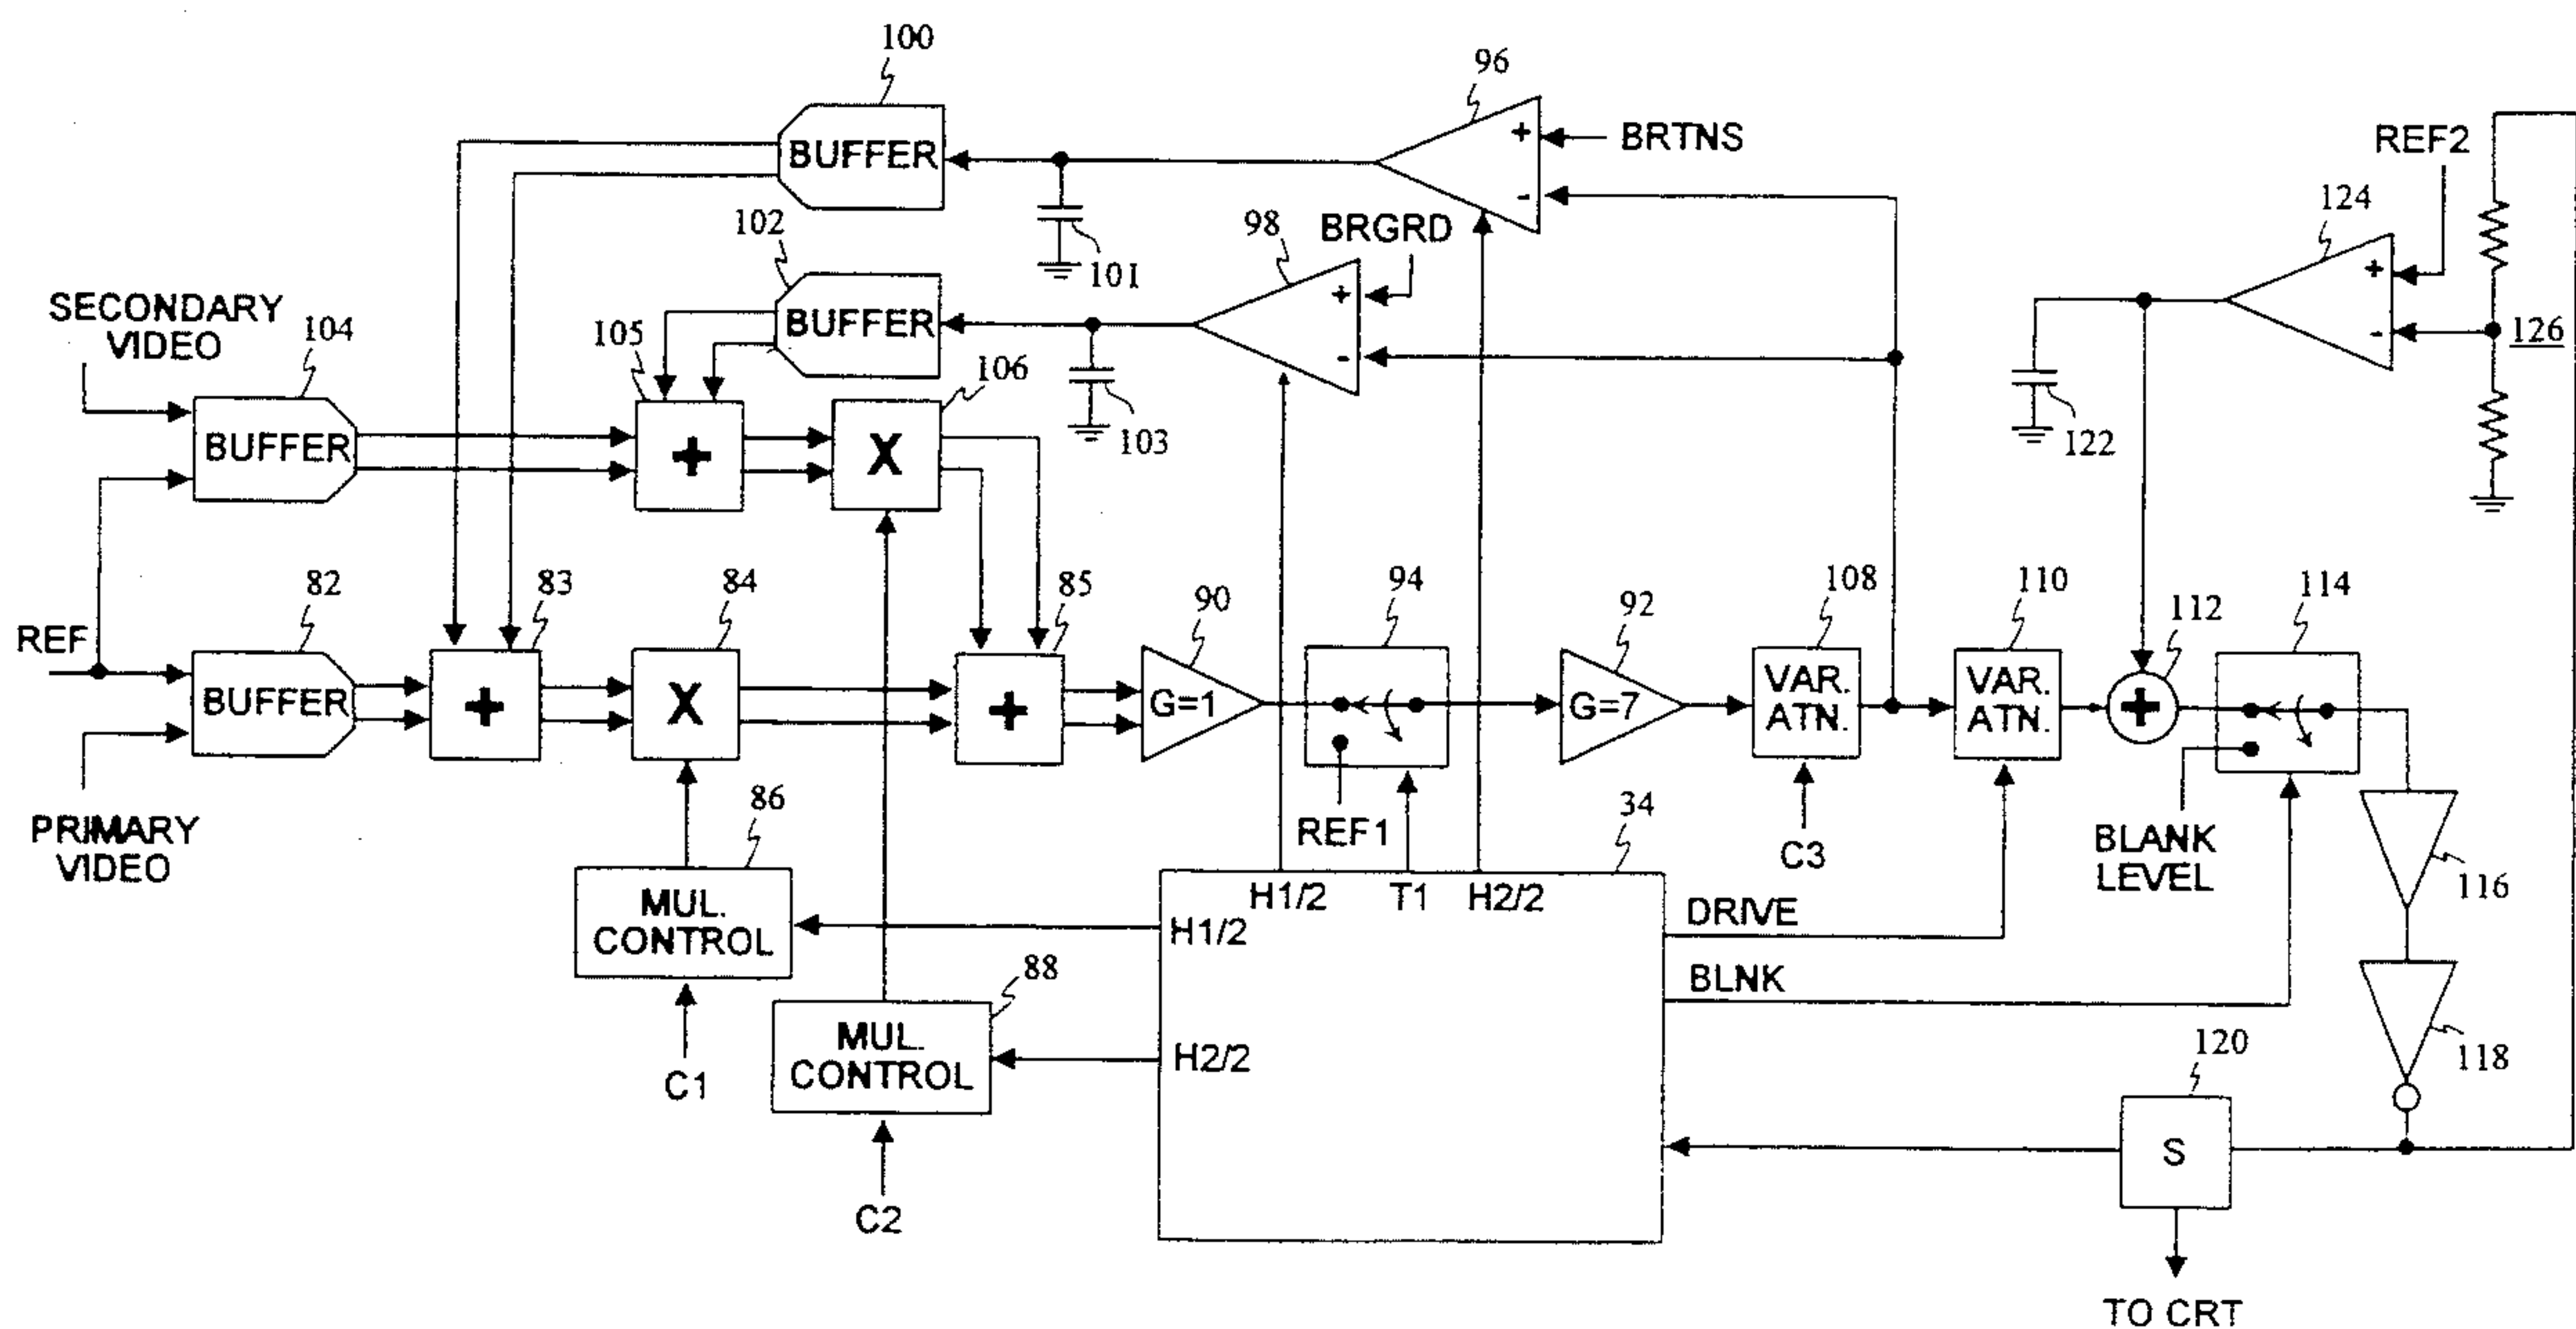 100
96
BUFFER
+
BRTNS
-
REF2
101
124
+
-
126
102
98
BRGRD
BUFFER
+
-
103
122
SECONDARY
VIDEO
104
105
106
BUFFER
+
X
REF
82
83
84
85
90
94
92
108
110
112
114
BUFFER
+
X
+
G=1
REF1
G=7
VAR.
ATN.
VAR.
ATN.
+
PRIMARY
VIDEO
86
34
C3
BLANK
LEVEL
116
MUL.
CONTROL
H1/2
T1
H2/2
H1/2
DRIVE
C1
88
BLNK
MUL.
CONTROL
H2/2
118
120
C2
S
TO CRT